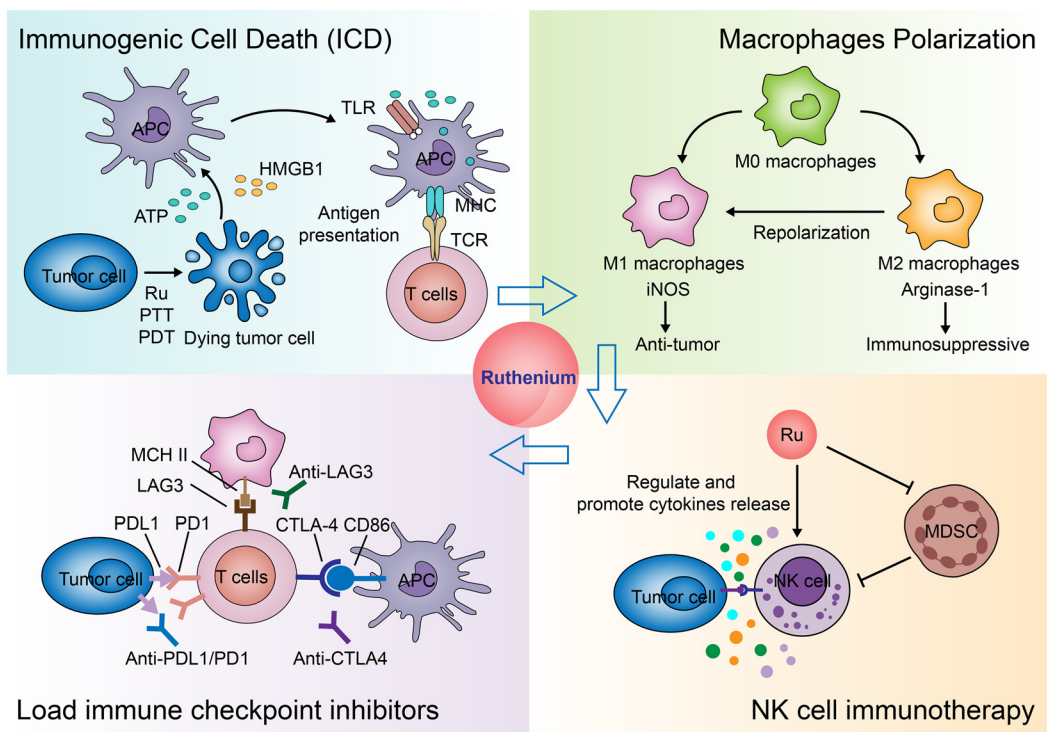 Immunogenic Cell Death (ICD)
APC
TLR
APC
HMGB1
ATP
MHC
Antigen
presentation
TCR
Tumor cell
Ru
PTT
PDT
Dying tumor cell
T cells
Macrophages Polarization
M0 macrophages
Repolarization
M1 macrophages
iNOS
Anti-tumor
M2 macrophages
Arginase-1
Immunosuppressive
Ruthenium
MCH II
Anti-LAG3
LAG3
PDL1
PD1
CTLA-4
CD86
Tumor cell
T cells
APC
Anti-PDL1/PD1
Anti-CTLA4
Load immune checkpoint inhibitors
Ru
Regulate and
promote cytokines release
MDSC
NK cell
Tumor cell
NK cell immunotherapy